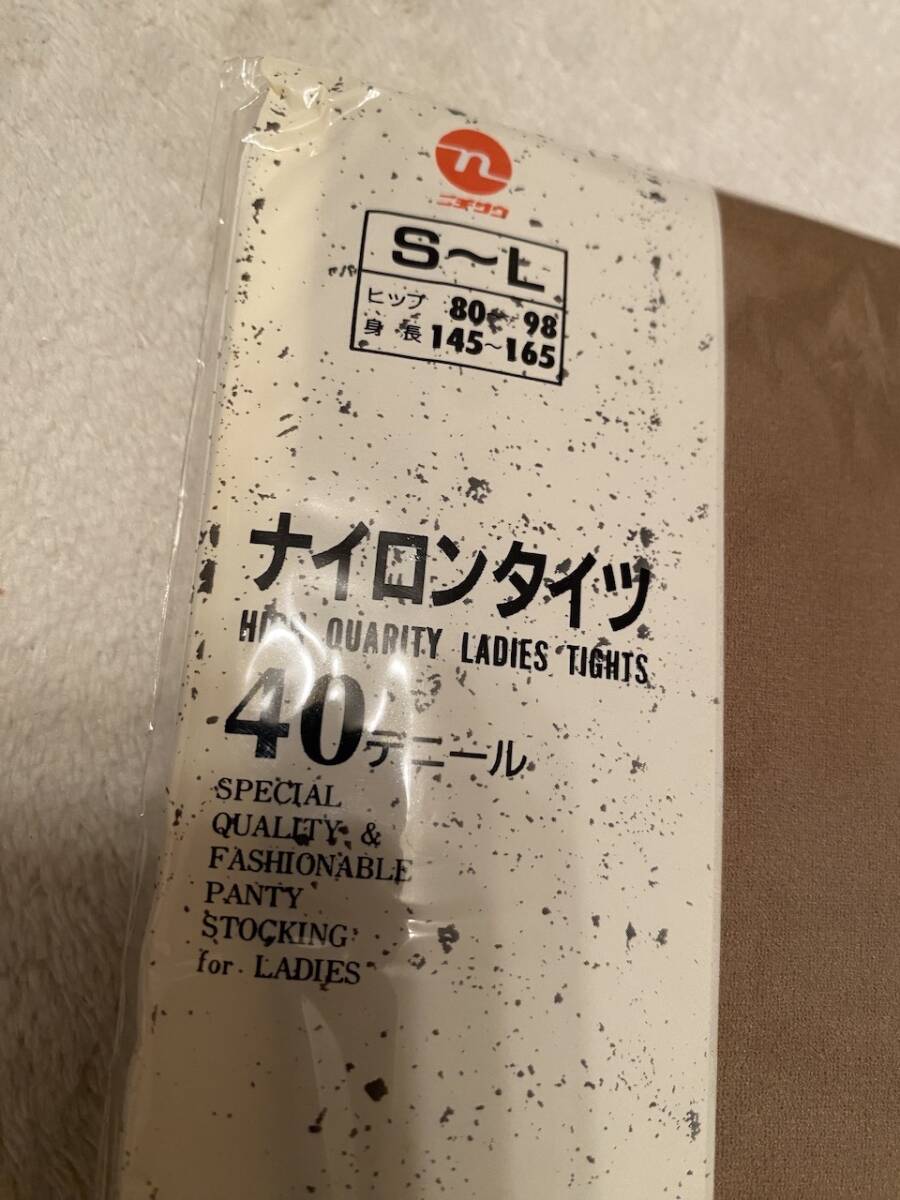 n
ニチサク
S～L
ヒップ 80～98
身長 145～165
ナイロンタイツ
HIGH QUARITY LADIES TIGHTS
40デニール
SPECIAL
QUALITY &
FASHIONABLE
PANTY
STOCKING
for LADIES